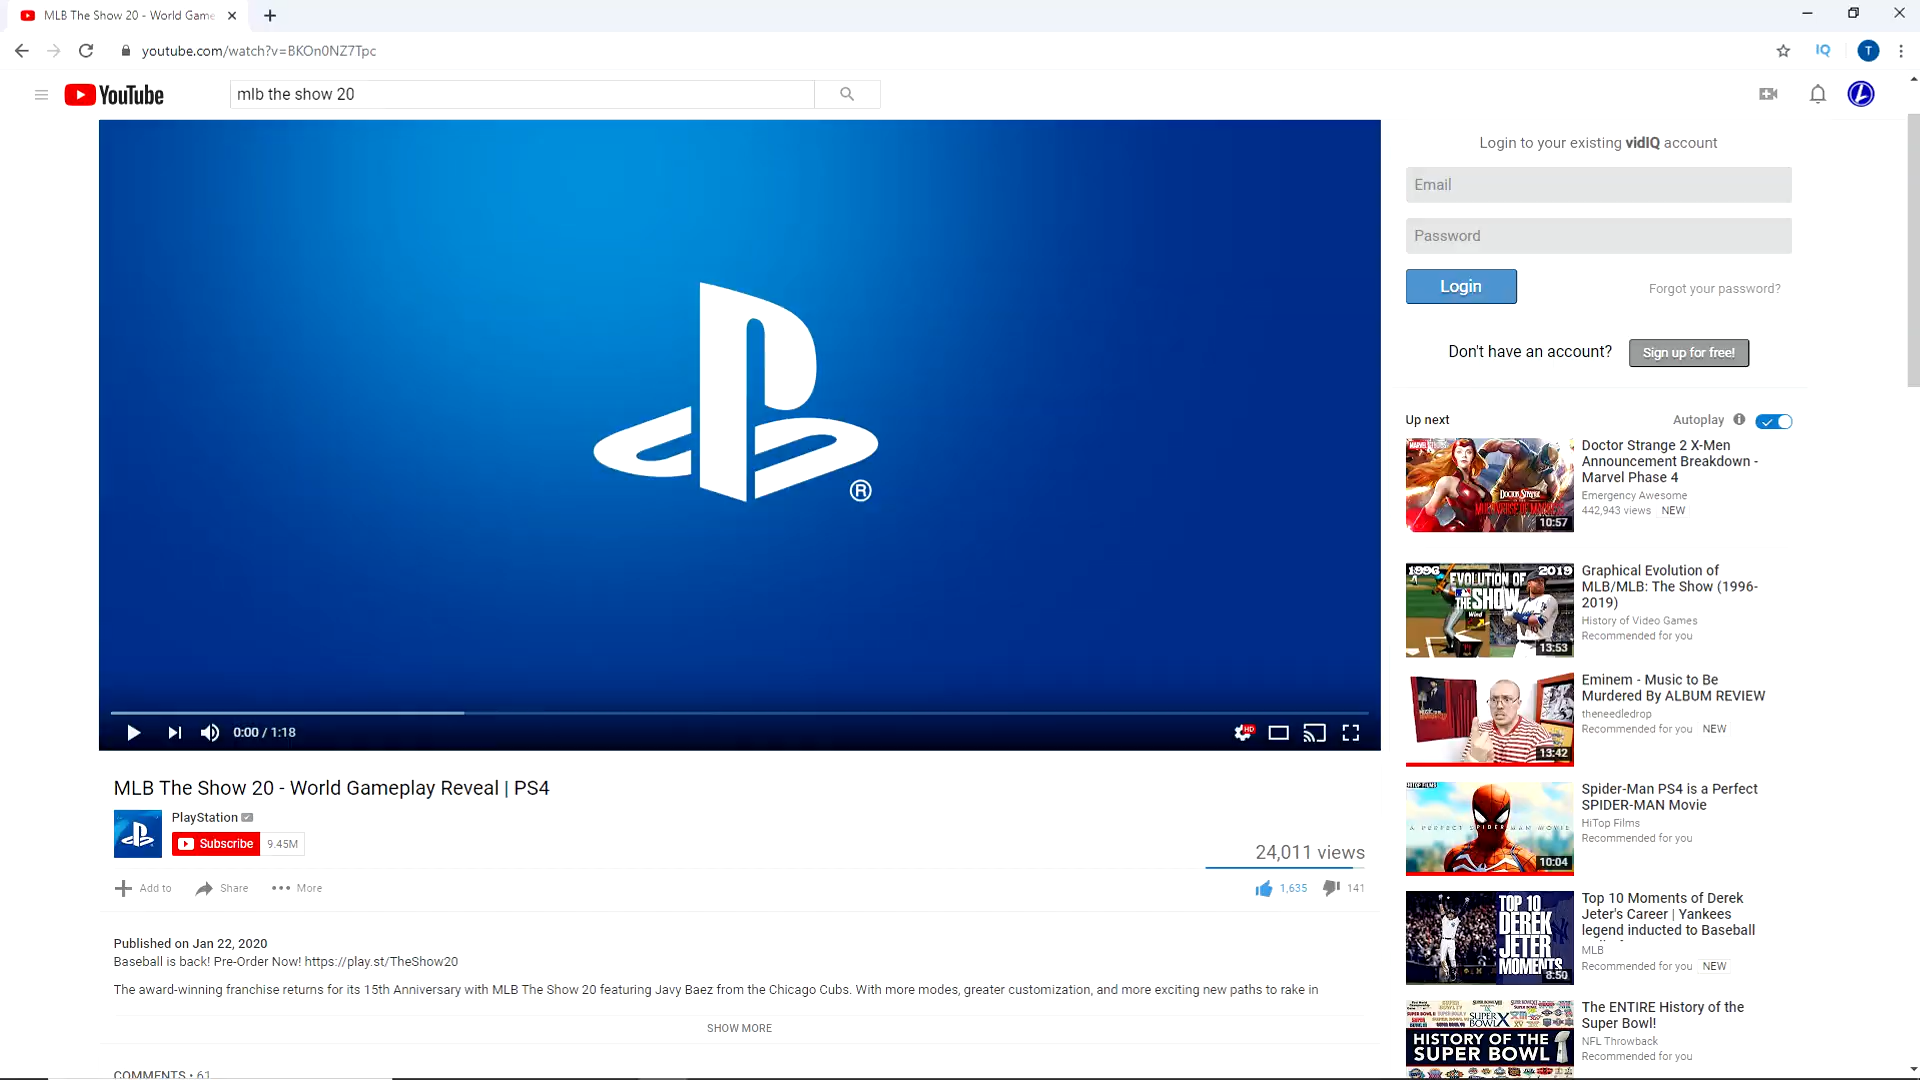 MLB The Show 20 - World Game
youtube.com/watch?v=BKOn0NZ7Tpc
IQ
T
YouTube
mlb the show 20
®
0:00 / 1:18
HD
MLB The Show 20 - World Gameplay Reveal | PS4
PlayStation
Subscribe 9.45M
24,011 views
Add to Share More
1,635 141
Published on Jan 22, 2020
Baseball is back! Pre-Order Now! https://play.st/TheShow20
The award-winning franchise returns for its 15th Anniversary with MLB The Show 20 featuring Javy Baez from the Chicago Cubs. With more modes, greater customization, and more exciting new paths to rake in
SHOW MORE
COMMENTS • 61
Login to your existing vidIQ account
Email
Password
Login
Forgot your password?
Don't have an account? Sign up for free!
Up next
Autoplay
DOCTOR STRANGE
10:57
Doctor Strange 2 X-Men
Announcement Breakdown -
Marvel Phase 4
Emergency Awesome
442,943 views NEW
1996 2019
EVOLUTION OF
THE SHOW
13:53
Graphical Evolution of
MLB/MLB: The Show (1996-
2019)
History of Video Games
Recommended for you
13:42
Eminem - Music to Be
Murdered By ALBUM REVIEW
theneedledrop
Recommended for you NEW
HITOP FILMS
A PERFECT SPIDER-MAN MOVIE
10:04
Spider-Man PS4 is a Perfect
SPIDER-MAN Movie
HiTop Films
Recommended for you
TOP 10
DEREK
JETER
MOMENTS
8:50
Top 10 Moments of Derek
Jeter's Career | Yankees
legend inducted to Baseball
MLB
Recommended for you NEW
HISTORY OF THE
SUPER BOWL
The ENTIRE History of the
Super Bowl!
NFL Throwback
Recommended for you